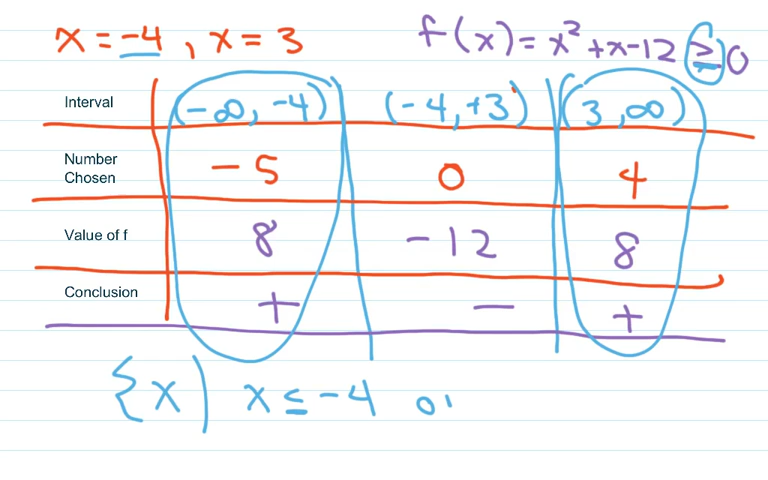 x = -4 , x = 3 f(x) = x² + x - 12 ≥ 0
Interval (-∞, -4) (-4, +3) (3, ∞)
Number Chosen -5 0 4
Value of f 8 -12 8
Conclusion + - +
{x | x ≤ -4 or